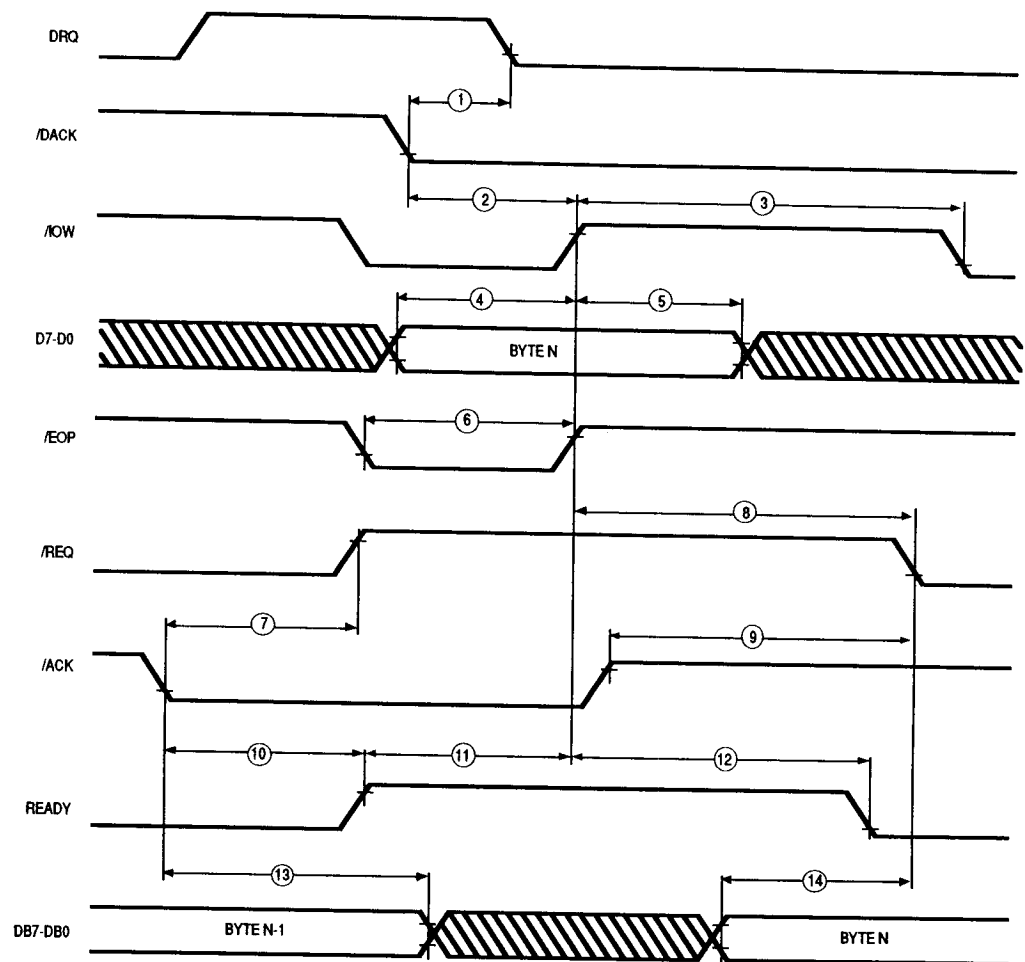 DRQ
1
/DACK
2
3
/IOW
4
5
D7-D0
BYTE N
6
/EOP
8
/REQ
7
9
/ACK
10
11
12
READY
13
14
DB7-DB0
BYTE N-1
BYTE N